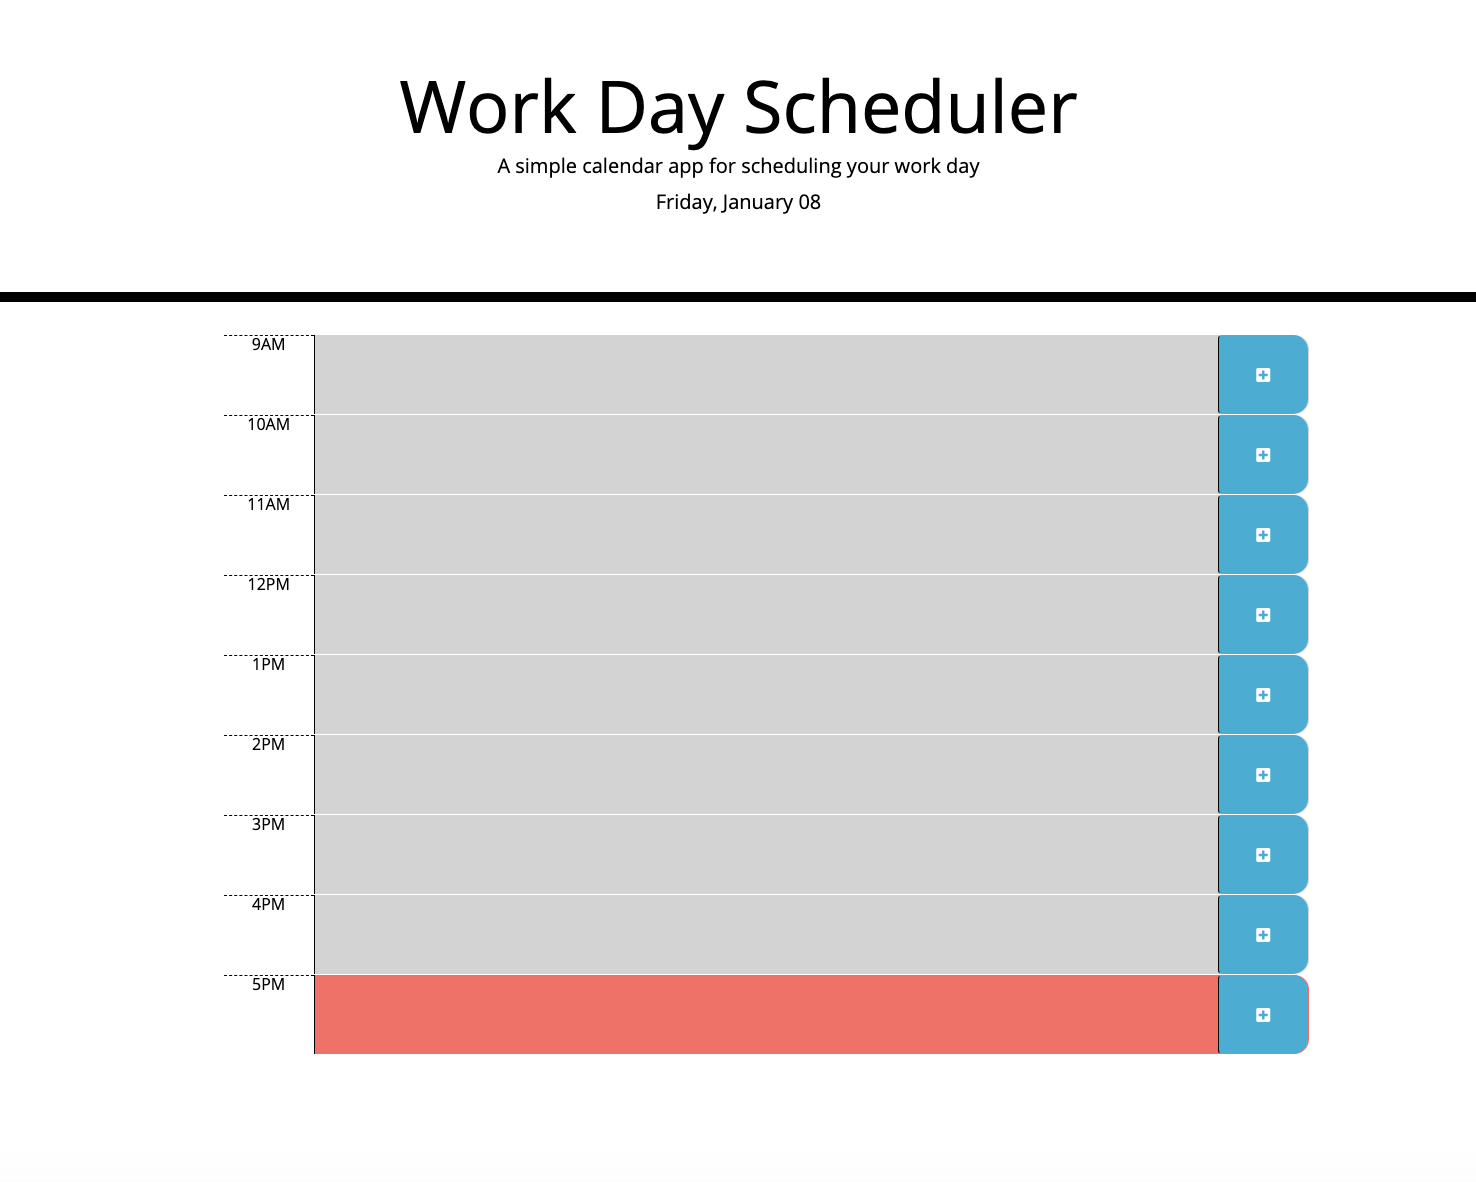 Work Day Scheduler
A simple calendar app for scheduling your work day
Friday, January 08
9AM
10AM
11AM
12PM
1PM
2PM
3PM
4PM
5PM